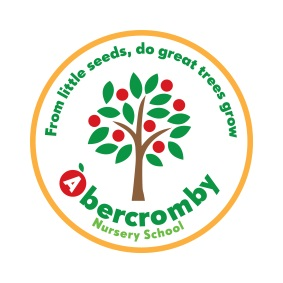 From little seeds, do great trees grow
Abercromby
Nursery School